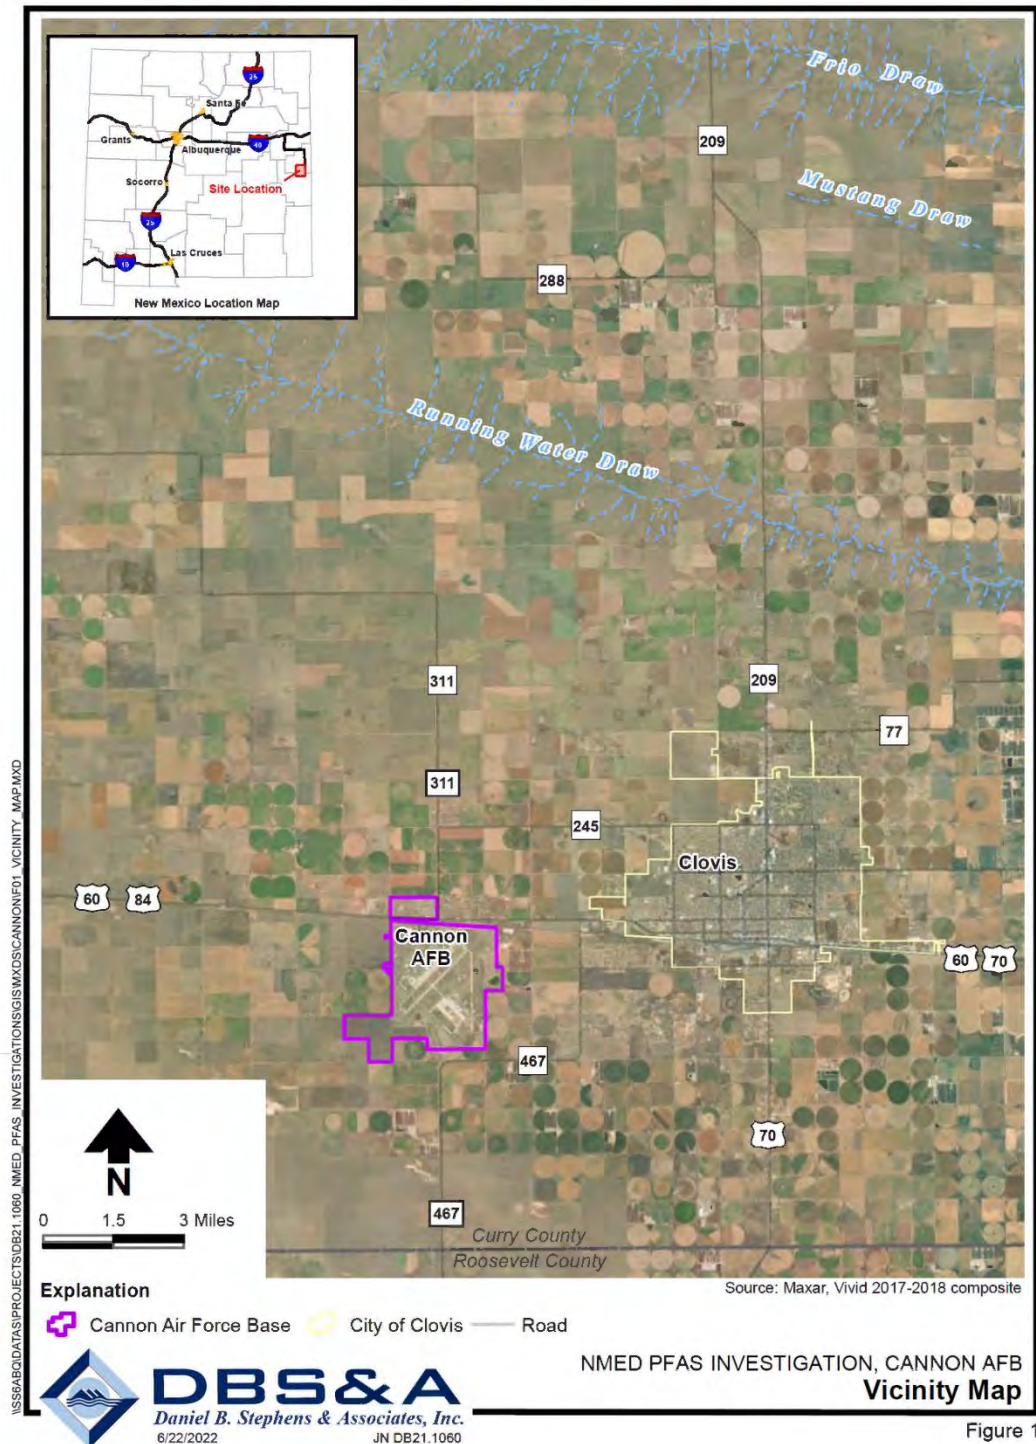 Frio Draw
209
Mustang Draw
25
Santa Fe
Grants
Albuquerque
40
Socorro
Site Location
25
Las Cruces
10
New Mexico Location Map
288
Running Water Draw
311
209
77
311
245
Clovis
60 84
Cannon
AFB
60 70
467
70
N
0 1.5 3 Miles
467
Curry County
Roosevelt County
Explanation
Source: Maxar, Vivid 2017-2018 composite
Cannon Air Force Base City of Clovis Road
NMED PFAS INVESTIGATION, CANNON AFB
Vicinity Map
DBS&A
Daniel B. Stephens & Associates, Inc.
6/22/2022 JN DB21.1060
Figure 1